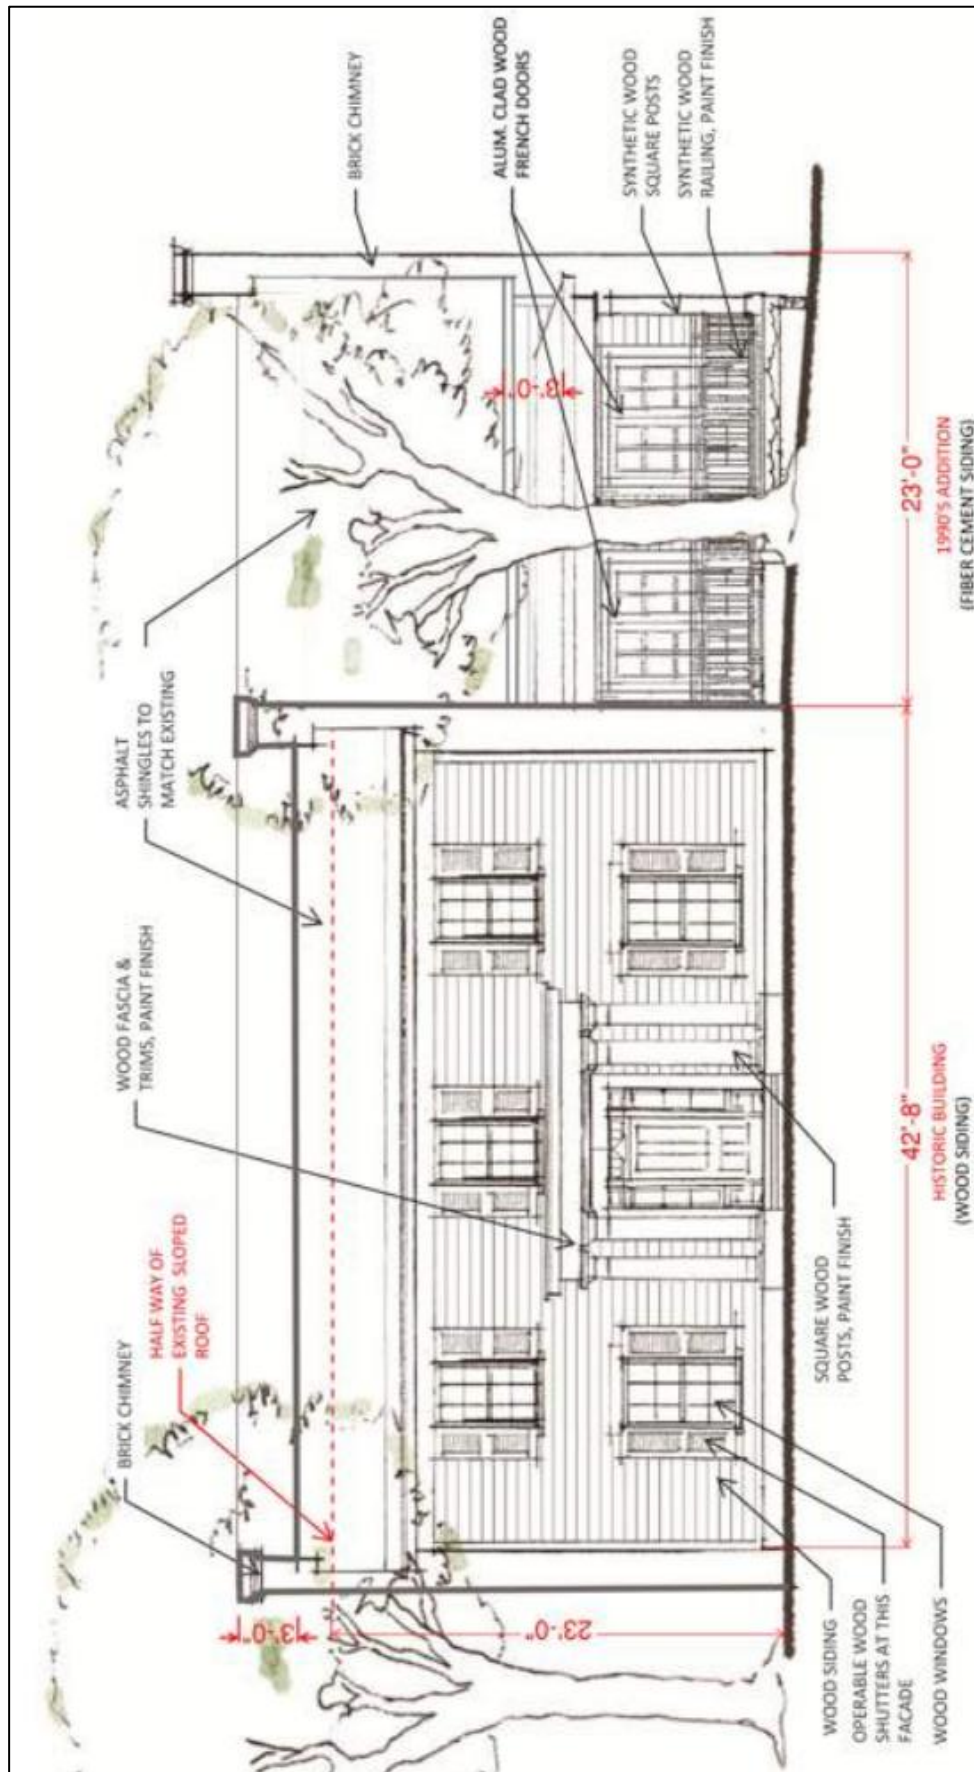 BRICK CHIMNEY
HALF WAY OF
EXISTING SLOPED
ROOF
WOOD FASCIA &
TRIMS, PAINT FINISH
ASPHALT
SHINGLES TO
MATCH EXISTING
BRICK CHIMNEY
ALUM. CLAD WOOD
FRENCH DOORS
SYNTHETIC WOOD
SQUARE POSTS
SYNTHETIC WOOD
RAILING, PAINT FINISH
3'-0"
23'-0"
3'-0"
WOOD SIDING
OPERABLE WOOD
SHUTTERS AT THIS
FACADE
WOOD WINDOWS
SQUARE WOOD
POSTS, PAINT FINISH
42'-8"
HISTORIC BUILDING
(WOOD SIDING)
23'-0"
1990'S ADDITION
(FIBER CEMENT SIDING)